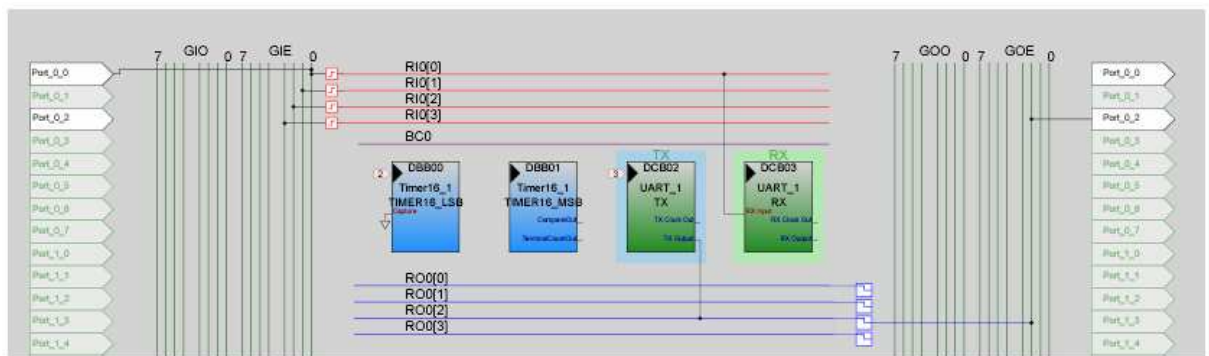 7 GIO 0 7 GIE 0
7 GOO 0 7 GOE 0
Port_0_0
Port_0_1
Port_0_2
Port_0_3
Port_0_4
Port_0_5
Port_0_6
Port_0_7
Port_1_0
Port_1_1
Port_1_2
Port_1_3
Port_1_4
RI0[0]
RI0[1]
RI0[2]
RI0[3]
BC0
2
DBB00
Timer16_1
TIMER16_LSB
Capture
DBB01
Timer16_1
TIMER16_MSB
CompareOut
TerminalCountOut
TX
3
DCB02
UART_1
TX
TX Clock Out
TX Output
RX
DCB03
UART_1
RX
RX Input
RX Clock Out
RX Output
RO0[0]
RO0[1]
RO0[2]
RO0[3]
Port_0_0
Port_0_1
Port_0_2
Port_0_3
Port_0_4
Port_0_5
Port_0_6
Port_0_7
Port_1_0
Port_1_1
Port_1_2
Port_1_3
Port_1_4